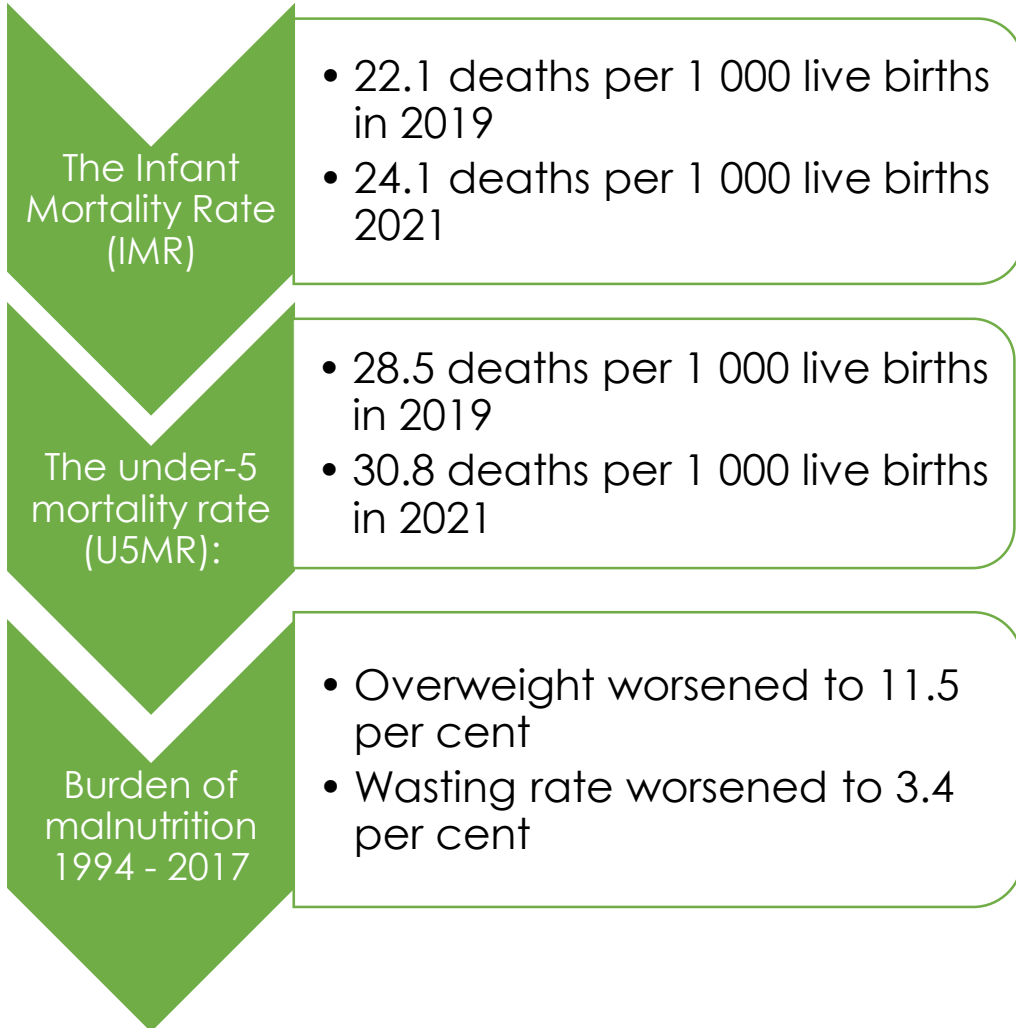 The Infant
Mortality Rate
(IMR)
• 22.1 deaths per 1 000 live births
in 2019
• 24.1 deaths per 1 000 live births
2021
The under-5
mortality rate
(U5MR):
• 28.5 deaths per 1 000 live births
in 2019
• 30.8 deaths per 1 000 live births
in 2021
Burden of
malnutrition
1994 - 2017
• Overweight worsened to 11.5
per cent
• Wasting rate worsened to 3.4
per cent